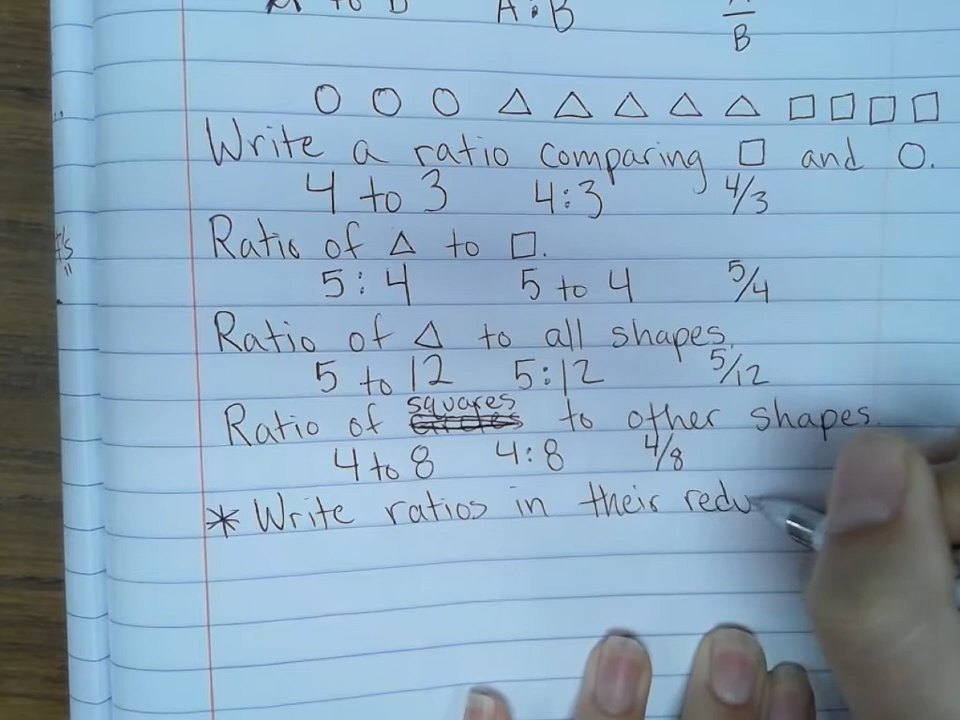 to B A:B B
Write a ratio comparing □ and ○.
4 to 3 4:3 4/3
Ratio of △ to □.
5:4 5 to 4 5/4
Ratio of △ to all shapes.
5 to 12 5:12 5/12
squares
Ratio of to other shapes.
4 to 8 4:8 4/8
* Write ratios in their redu